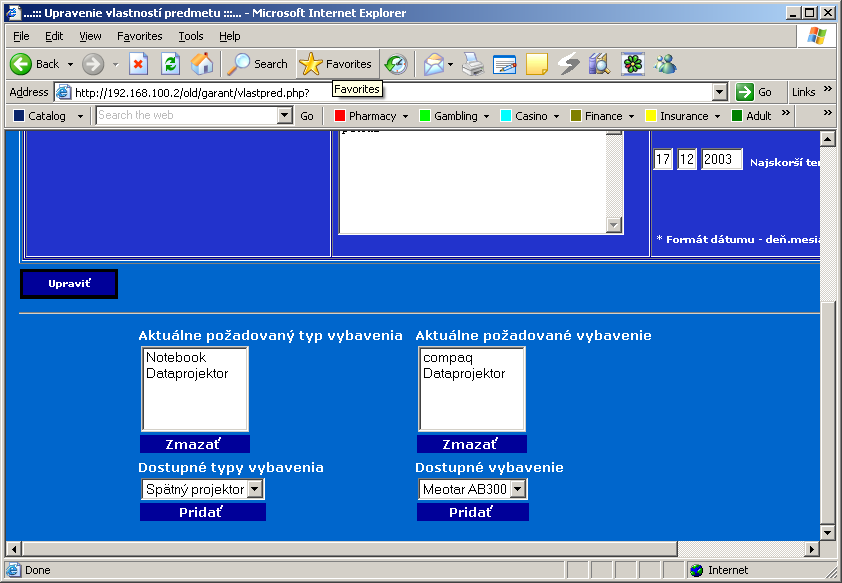 ...::: Upravenie vlastností predmetu :::... - Microsoft Internet Explorer
File Edit View Favorites Tools Help
Back Search Favorites
Address http://192.168.100.2/old/garant/vlastpred.php? Go Links »
Favorites
Catalog Search the web Go Pharmacy Gambling Casino Finance Insurance Adult » »
17 12 2003 Najskorší
* Formát dátumu -
Upraviť
Aktuálne požadovaný typ vybavenia Aktuálne požadované vybavenie
Notebook compaq
Dataprojektor Dataprojektor
Zmazať Zmazať
Dostupné typy vybavenia Dostupné vybavenie
Spätný projektor Meotar AB300
Pridať Pridať
Done Internet